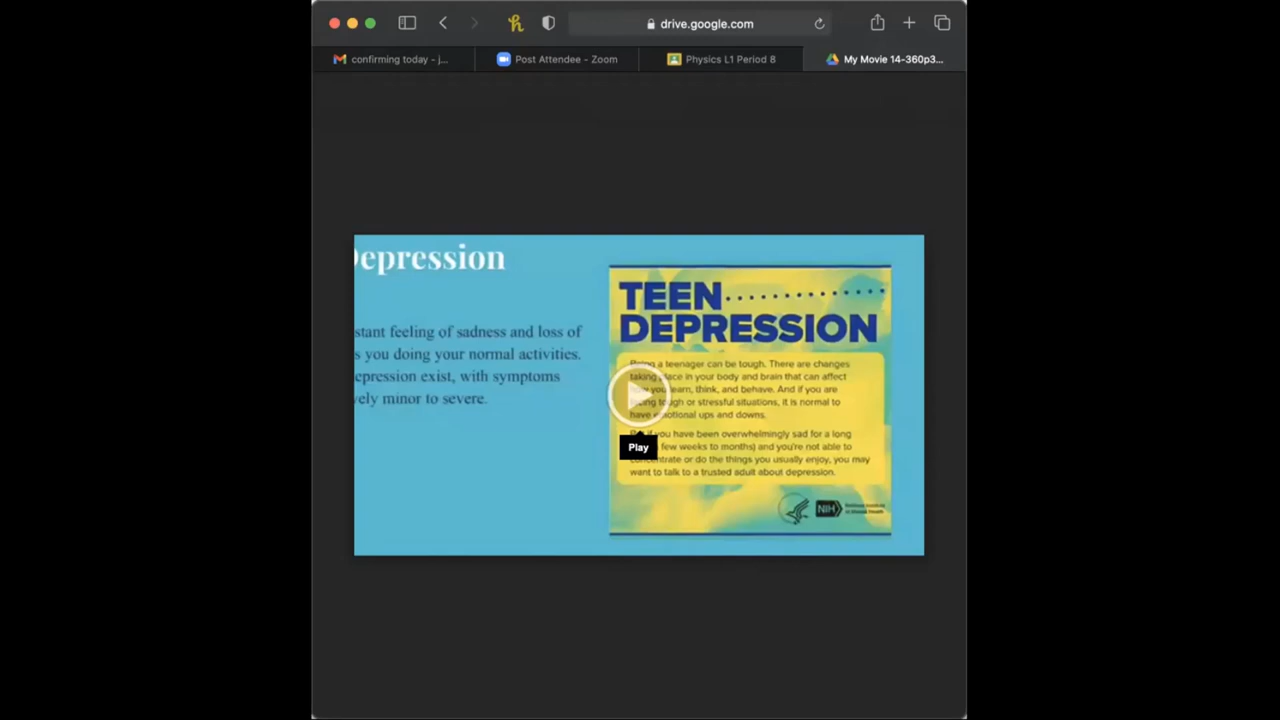 drive.google.com
confirming today - j...
Post Attendee - Zoom
Physics L1 Period 8
My Movie 14-360p3...
epression
stant feeling of sadness and loss of
s you doing your normal activities.
epression exist, with symptoms
vely minor to severe.
TEEN
DEPRESSION
Being a teenager can be tough. There are changes
taking place in your body and brain that can affect
how you learn, think, and behave. And if you are
facing tough or stressful situations, it is normal to
have emotional ups and downs.
if you have been overwhelmingly sad for a long
few weeks to months) and you're not able to
concentrate or do the things you usually enjoy, you may
want to talk to a trusted adult about depression.
Play
NIH